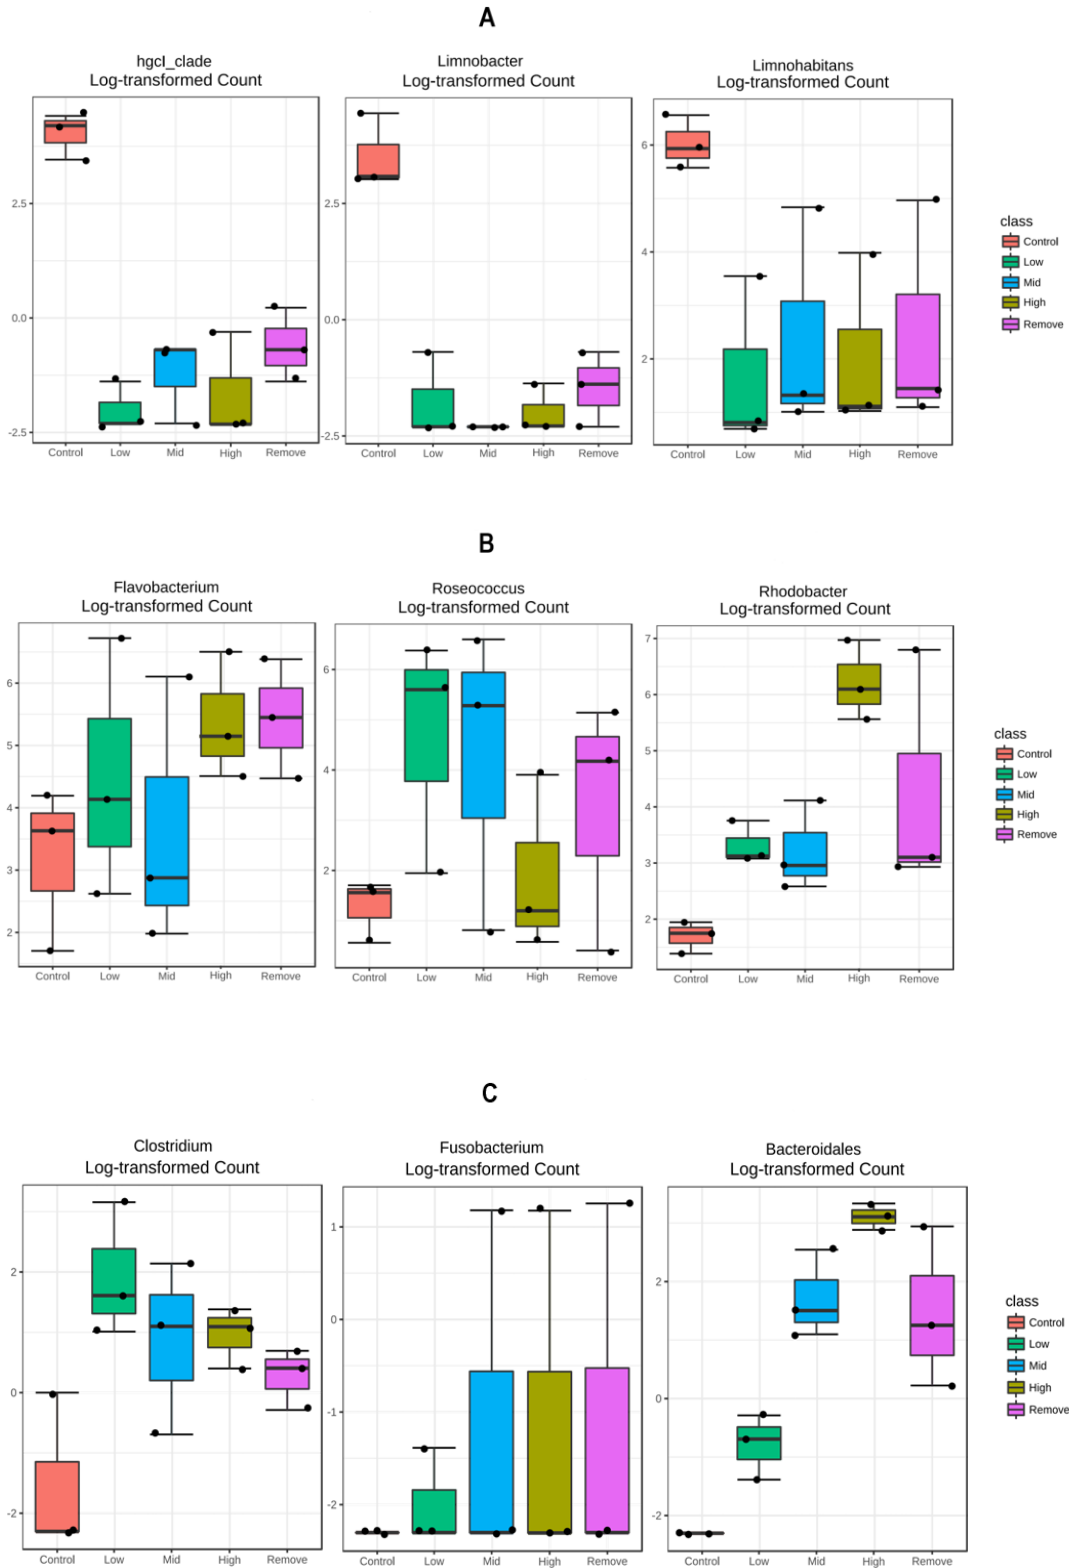 A
hgcI_clade
Log-transformed Count
2.5
0.0
-2.5
Control Low Mid High Remove
Limnobacter
Log-transformed Count
2.5
0.0
-2.5
Control Low Mid High Remove
Limnohabitans
Log-transformed Count
6
4
2
Control Low Mid High Remove
class
Control
Low
Mid
High
Remove
B
Flavobacterium
Log-transformed Count
6
5
4
3
2
Control Low Mid High Remove
Roseococcus
Log-transformed Count
6
4
2
Control Low Mid High Remove
Rhodobacter
Log-transformed Count
7
6
5
4
3
2
Control Low Mid High Remove
class
Control
Low
Mid
High
Remove
C
Clostridium
Log-transformed Count
2
0
-2
Control Low Mid High Remove
Fusobacterium
Log-transformed Count
1
0
-1
-2
Control Low Mid High Remove
Bacteroidales
Log-transformed Count
2
0
-2
Control Low Mid High Remove
class
Control
Low
Mid
High
Remove